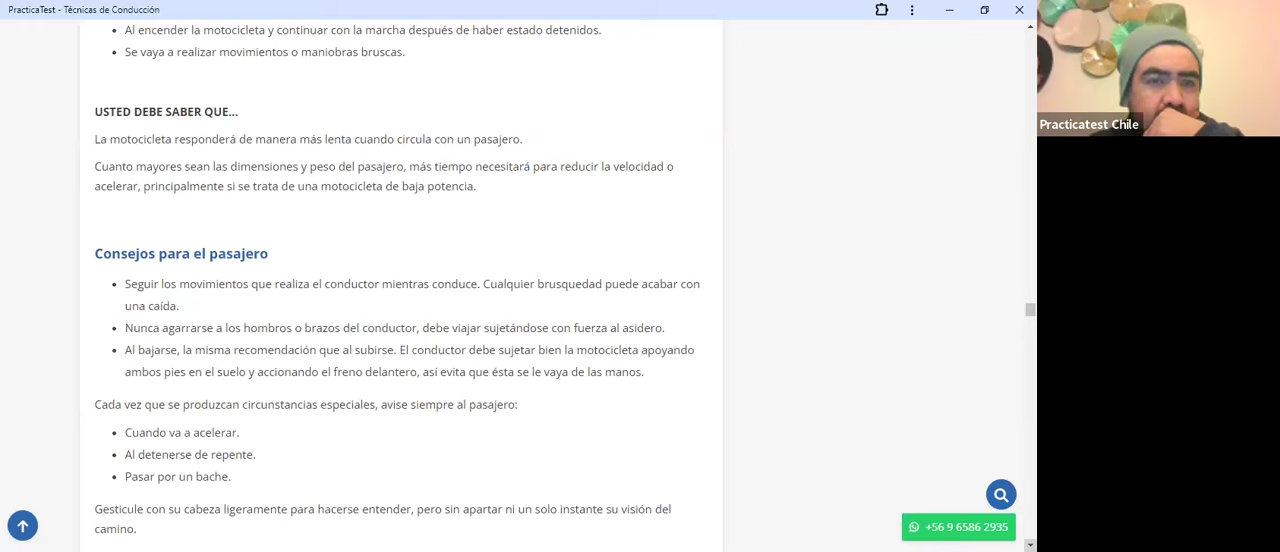 PracticaTest - Técnicas de Conducción
Al encender la motocicleta y continuar con la marcha después de haber estado detenidos.
Se vaya a realizar movimientos o maniobras bruscas.
USTED DEBE SABER QUE...
La motocicleta responderá de manera más lenta cuando circula con un pasajero.
Cuanto mayores sean las dimensiones y peso del pasajero, más tiempo necesitará para reducir la velocidad o
acelerar, principalmente si se trata de una motocicleta de baja potencia.
Consejos para el pasajero
Seguir los movimientos que realiza el conductor mientras conduce. Cualquier brusquedad puede acabar con
una caída.
Nunca agarrarse a los hombros o brazos del conductor, debe viajar sujetándose con fuerza al asidero.
Al bajarse, la misma recomendación que al subirse. El conductor debe sujetar bien la motocicleta apoyando
ambos pies en el suelo y accionando el freno delantero, así evita que ésta se le vaya de las manos.
Cada vez que se produzcan circunstancias especiales, avise siempre al pasajero:
Cuando va a acelerar.
Al detenerse de repente.
Pasar por un bache.
Gesticule con su cabeza ligeramente para hacerse entender, pero sin apartar ni un solo instante su visión del
camino.
+56 9 6586 2935
Practicatest Chile